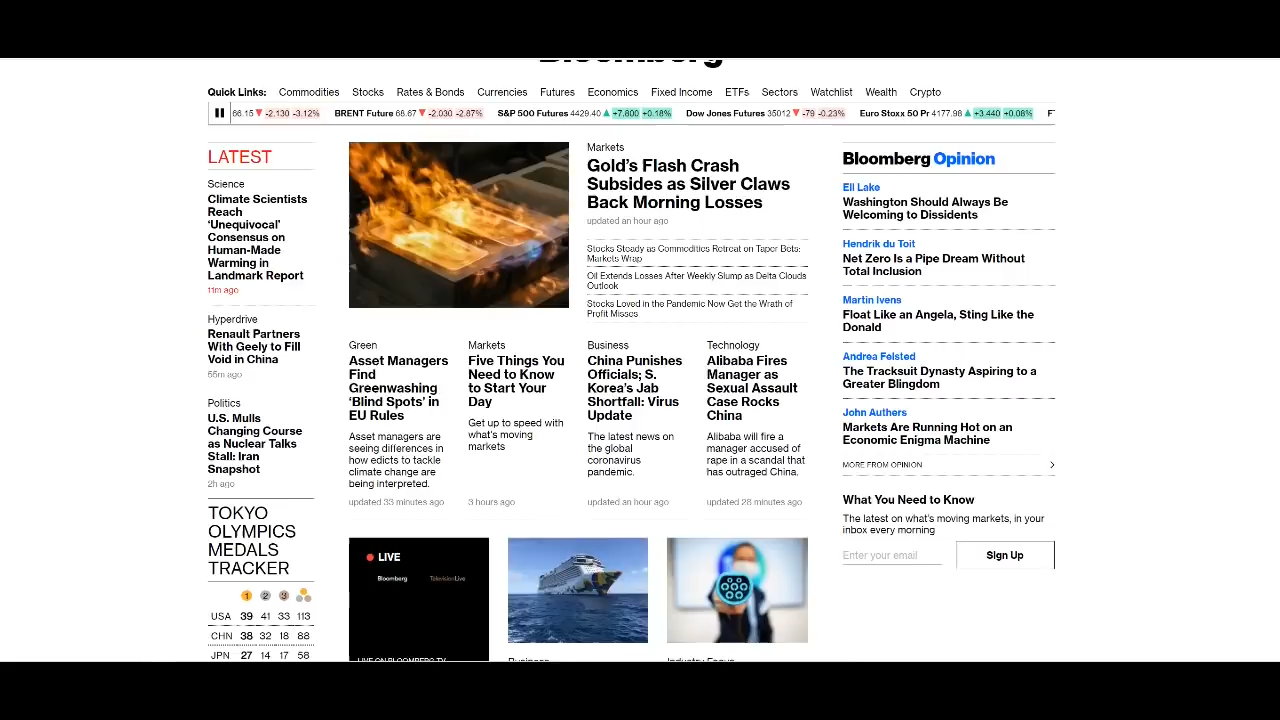 Bloomberg
Quick Links: Commodities Stocks Rates & Bonds Currencies Futures Economics Fixed Income ETFs Sectors Watchlist Wealth Crypto
66.15 ▼ -2.130 -3.12% BRENT Future 68.67 ▼ -2.030 -2.87% S&P 500 Futures 4429.40 ▲ +7.800 +0.18% Dow Jones Futures 35012 ▼ -79 -0.23% Euro Stoxx 50 Pr 4177.98 ▲ +3.440 +0.08%
LATEST
Science
Climate Scientists
Reach
‘Unequivocal’
Consensus on
Human-Made
Warming in
Landmark Report
11m ago
Hyperdrive
Renault Partners
With Geely to Fill
Void in China
55m ago
Politics
U.S. Mulls
Changing Course
as Nuclear Talks
Stall: Iran
Snapshot
2h ago
TOKYO
OLYMPICS
MEDALS
TRACKER
1 2 3
USA 39 41 33 113
CHN 38 32 18 88
JPN 27 14 17 58
Markets
Gold’s Flash Crash
Subsides as Silver Claws
Back Morning Losses
updated an hour ago
Stocks Steady as Commodities Retreat on Taper Bets:
Markets Wrap
Oil Extends Losses After Weekly Slump as Delta Clouds
Outlook
Stocks Loved in the Pandemic Now Get the Wrath of
Profit Misses
Green
Asset Managers
Find
Greenwashing
‘Blind Spots’ in
EU Rules
Asset managers are
seeing differences in
how edicts to tackle
climate change are
being interpreted.
updated 33 minutes ago
Markets
Five Things You
Need to Know
to Start Your
Day
Get up to speed with
what’s moving
markets
3 hours ago
Business
China Punishes
Officials; S.
Korea’s Jab
Shortfall: Virus
Update
The latest news on
the global
coronavirus
pandemic.
updated an hour ago
Technology
Alibaba Fires
Manager as
Sexual Assault
Case Rocks
China
Alibaba will fire a
manager accused of
rape in a scandal that
has outraged China.
updated 28 minutes ago
LIVE
Bloomberg TelevisionLive
LIVE ON BLOOMBERG TV
Business
Industry Focus
Bloomberg Opinion
Eli Lake
Washington Should Always Be
Welcoming to Dissidents
Hendrik du Toit
Net Zero Is a Pipe Dream Without
Total Inclusion
Martin Ivens
Float Like an Angela, Sting Like the
Donald
Andrea Felsted
The Tracksuit Dynasty Aspiring to a
Greater Blingdom
John Authers
Markets Are Running Hot on an
Economic Enigma Machine
MORE FROM OPINION
What You Need to Know
The latest on what’s moving markets, in your
inbox every morning
Enter your email
Sign Up